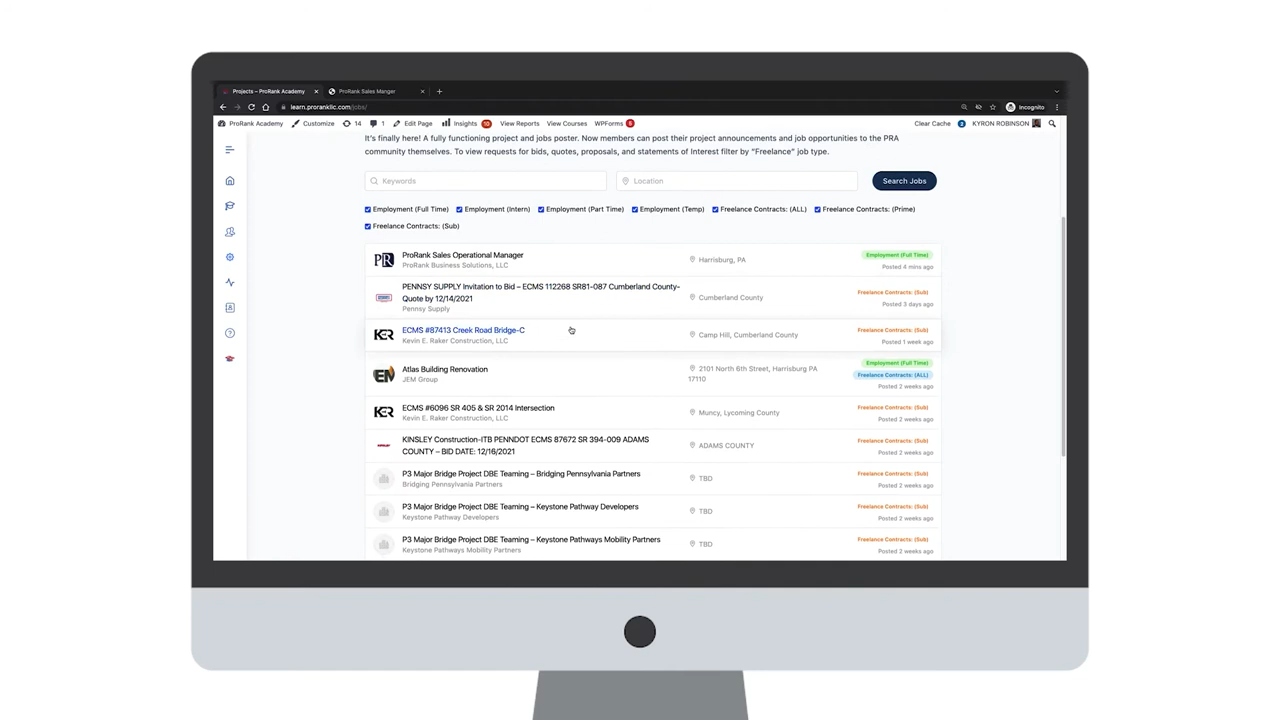 Projects – ProRank Academy
ProRank Sales Manger
learn.prorankllc.com/jobs/
Incognito
ProRank Academy
Customize
14
1
Edit Page
Insights
10
View Reports
View Courses
WPForms
Clear Cache
KYRON ROBINSON
It's finally here! A fully functioning project and jobs poster. Now members can post their project announcements and job opportunities to the PRA
community themselves. To view requests for bids, quotes, proposals, and statements of Interest filter by "Freelance" job type.
Keywords
Location
Search Jobs
Employment (Full Time)
Employment (Intern)
Employment (Part Time)
Employment (Temp)
Freelance Contracts: (ALL)
Freelance Contracts: (Prime)
Freelance Contracts: (Sub)
PR
ProRank Sales Operational Manager
ProRank Business Solutions, LLC
Harrisburg, PA
Employment (Full Time)
Posted 4 mins ago
PENNSY SUPPLY Invitation to Bid – ECMS 112268 SR81-087 Cumberland County-
Quote by 12/14/2021
Pennsy Supply
Cumberland County
Freelance Contracts: (Sub)
Posted 3 days ago
KER
ECMS #87413 Creek Road Bridge-C
Kevin E. Raker Construction, LLC
Camp Hill, Cumberland County
Freelance Contracts: (Sub)
Posted 1 week ago
Atlas Building Renovation
JEM Group
2101 North 6th Street, Harrisburg PA
17110
Employment (Full Time)
Freelance Contracts: (ALL)
Posted 2 weeks ago
KER
ECMS #6096 SR 405 & SR 2014 Intersection
Kevin E. Raker Construction, LLC
Muncy, Lycoming County
Freelance Contracts: (Sub)
Posted 2 weeks ago
KINSLEY Construction-ITB PENNDOT ECMS 87672 SR 394-009 ADAMS
COUNTY – BID DATE: 12/16/2021
ADAMS COUNTY
Freelance Contracts: (Sub)
Posted 2 weeks ago
P3 Major Bridge Project DBE Teaming – Bridging Pennsylvania Partners
Bridging Pennsylvania Partners
TBD
Freelance Contracts: (Sub)
Posted 2 weeks ago
P3 Major Bridge Project DBE Teaming – Keystone Pathway Developers
Keystone Pathway Developers
TBD
Freelance Contracts: (Sub)
Posted 2 weeks ago
P3 Major Bridge Project DBE Teaming – Keystone Pathways Mobility Partners
Keystone Pathways Mobility Partners
TBD
Freelance Contracts: (Sub)
Posted 2 weeks ago